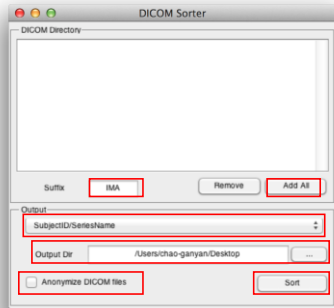 DICOM Sorter
DICOM Directory
Suffix IMA Remove Add All
Output
SubjectID/SeriesName
Output Dir /Users/chao-ganyan/Desktop ...
Anonymize DICOM files Sort